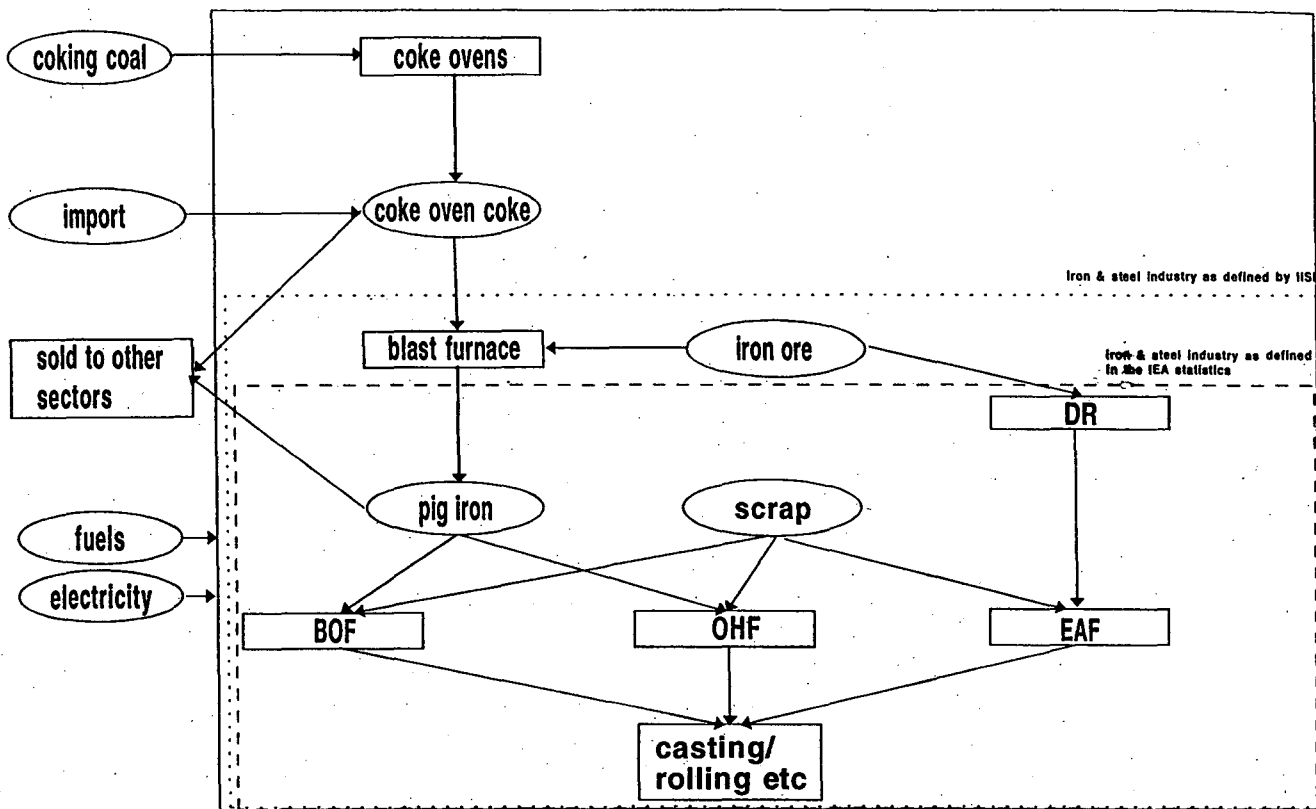 coking coal
coke ovens
import
coke oven coke
Iron & steel industry as defined by IISI
sold to other
sectors
blast furnace
iron ore
iron & steel industry as defined
in the IEA statistics
DR
pig iron
scrap
fuels
electricity
BOF
OHF
EAF
casting/
rolling etc